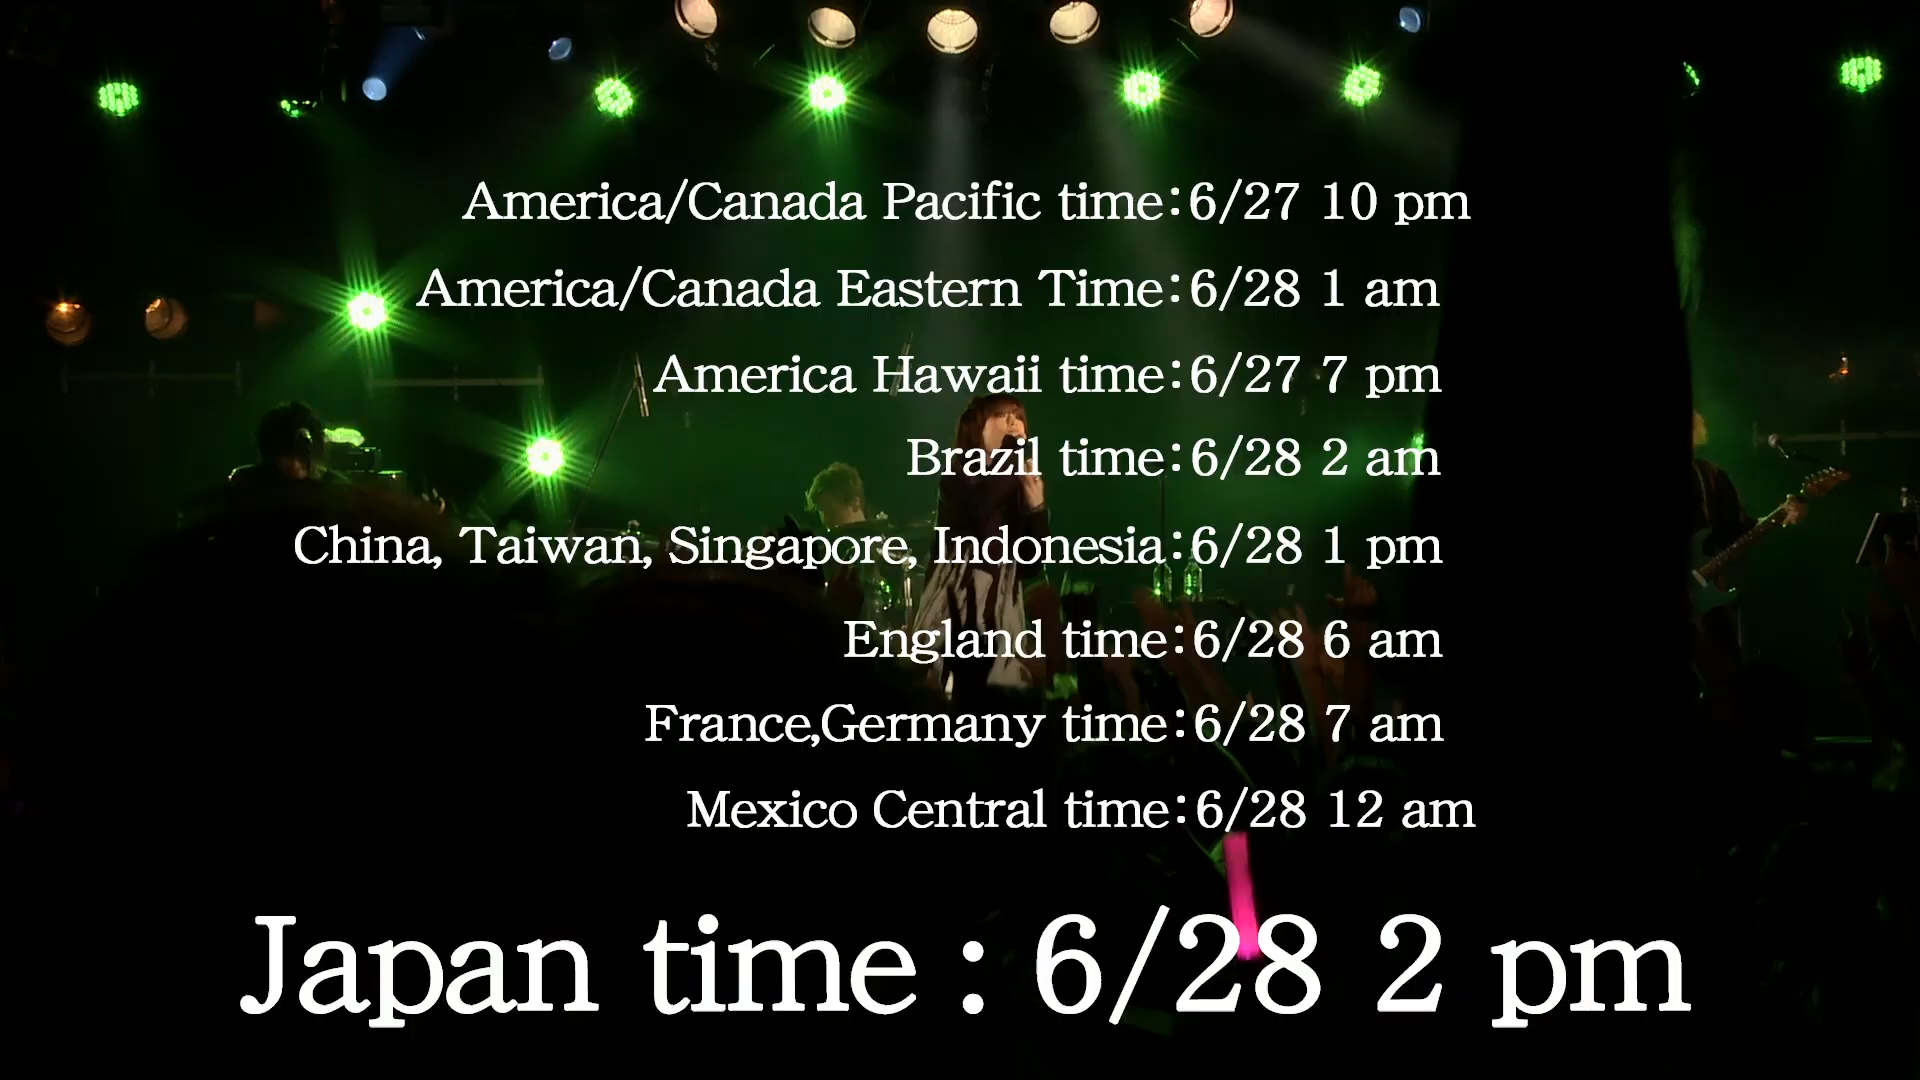 America/Canada Pacific time:6/27 10 pm
America/Canada Eastern Time:6/28 1 am
America Hawaii time:6/27 7 pm
Brazil time:6/28 2 am
China, Taiwan, Singapore, Indonesia:6/28 1 pm
England time:6/28 6 am
France,Germany time:6/28 7 am
Mexico Central time:6/28 12 am
Japan time : 6/28 2 pm